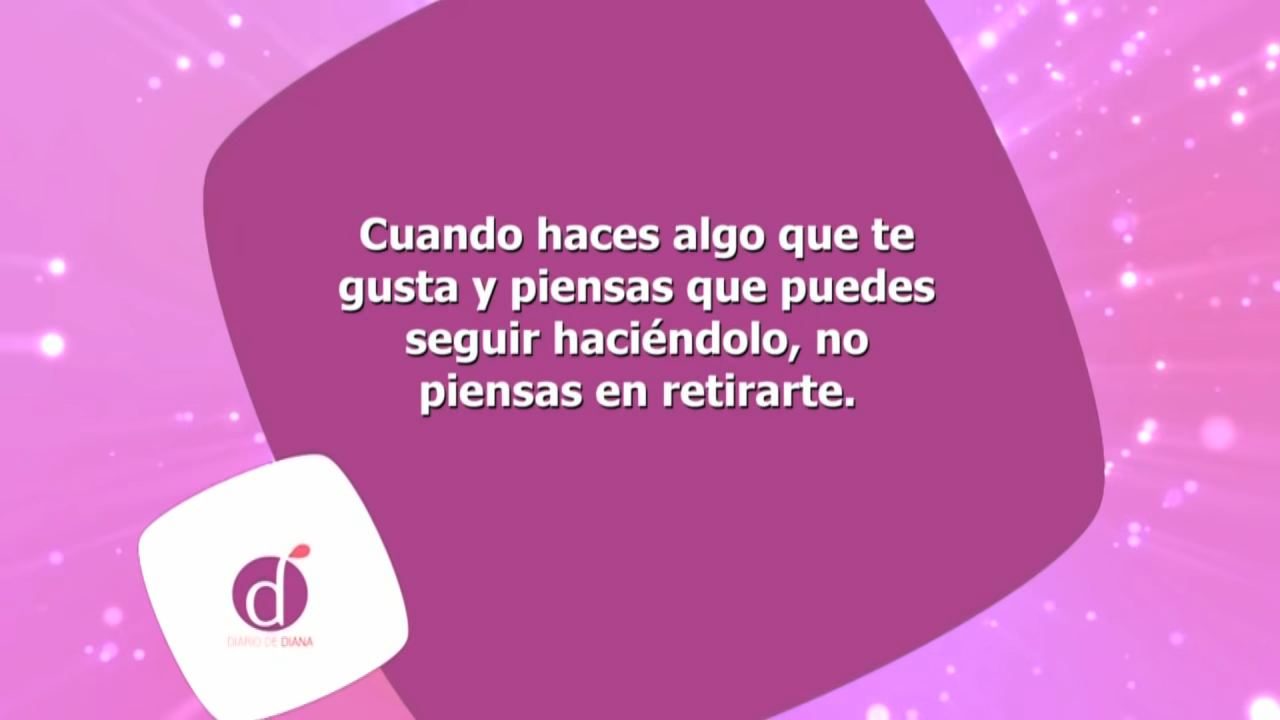 Cuando haces algo que te
gusta y piensas que puedes
seguir haciéndolo, no
piensas en retirarte.
d
DIARIO DE DIANA